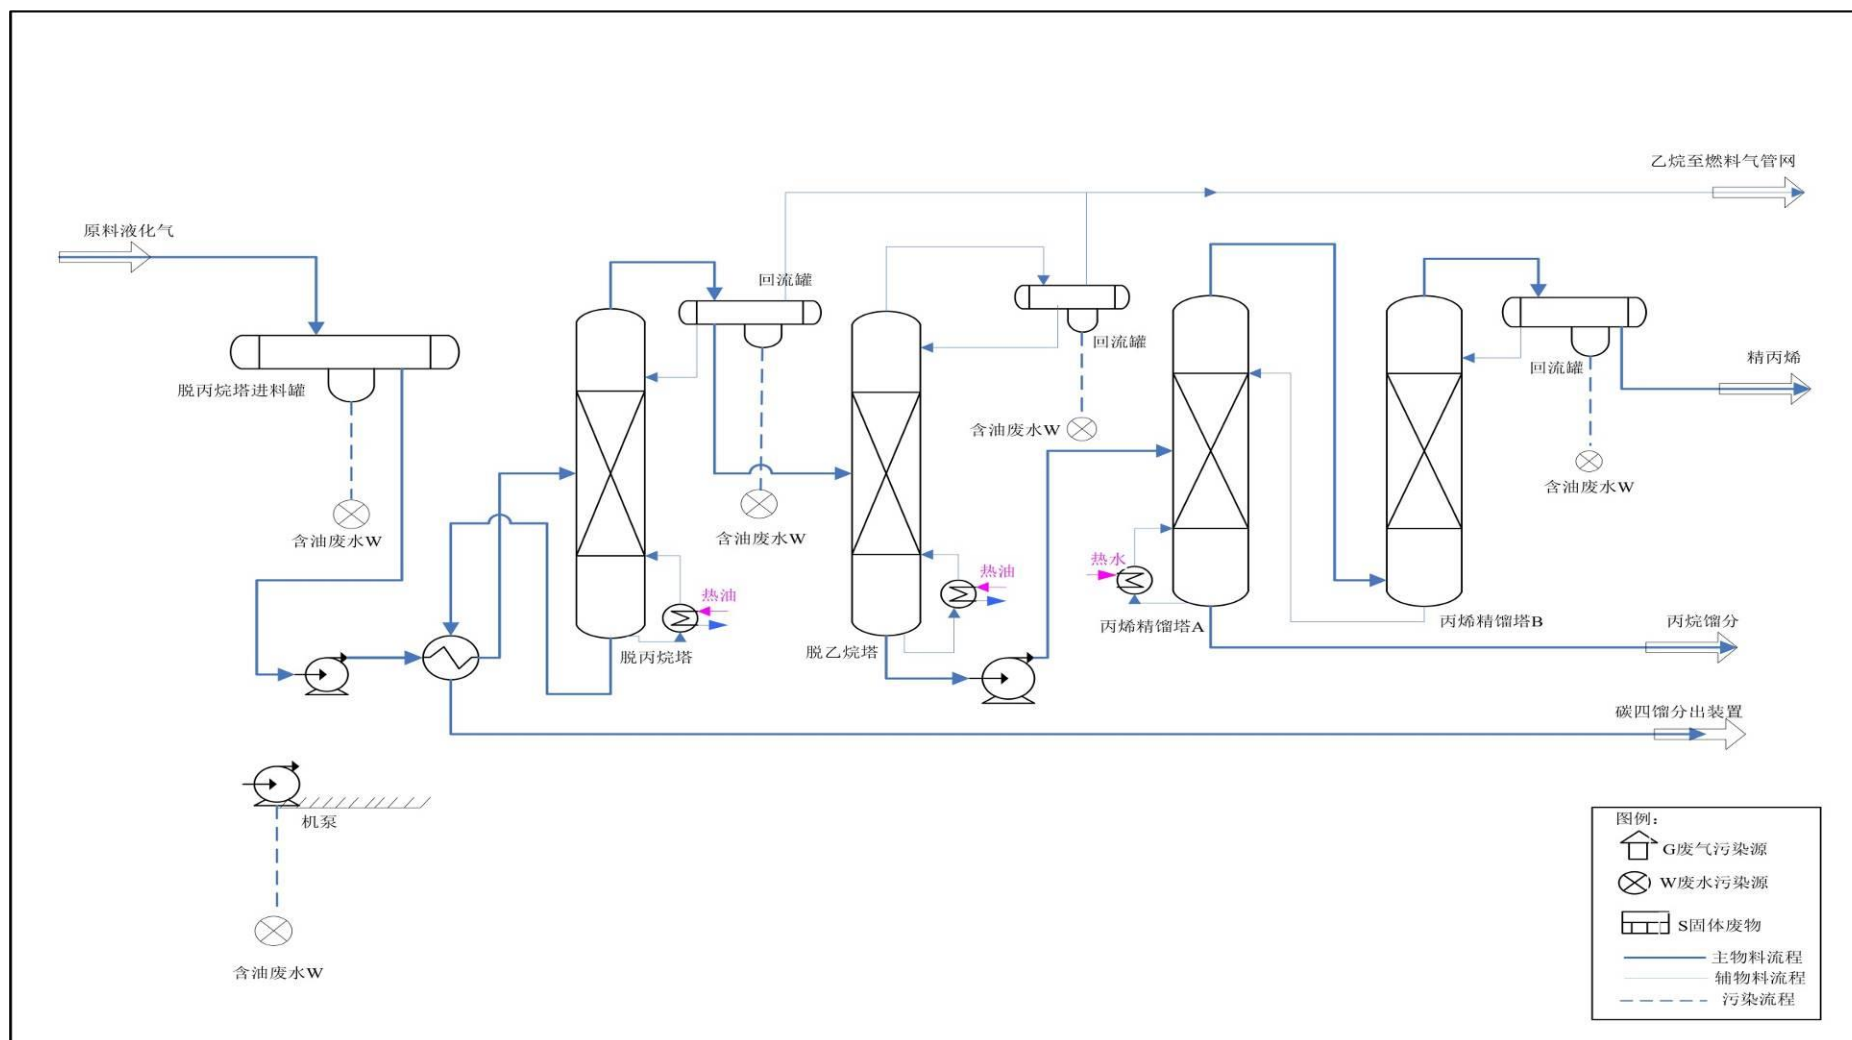 乙烷至燃料气管网
原料液化气
回流罐
回流罐
精丙烯
回流罐
脱丙烷塔进料罐
含油废水W
含油废水W
含油废水W
含油废水W
热水
热油
热油
丙烯精馏塔A
丙烯精馏塔B
丙烷馏分
脱丙烷塔
脱乙烷塔
碳四馏分出装置
机泵
含油废水W
图例：
G废气污染源
W废水污染源
S固体废物
主物料流程
辅物料流程
污染流程